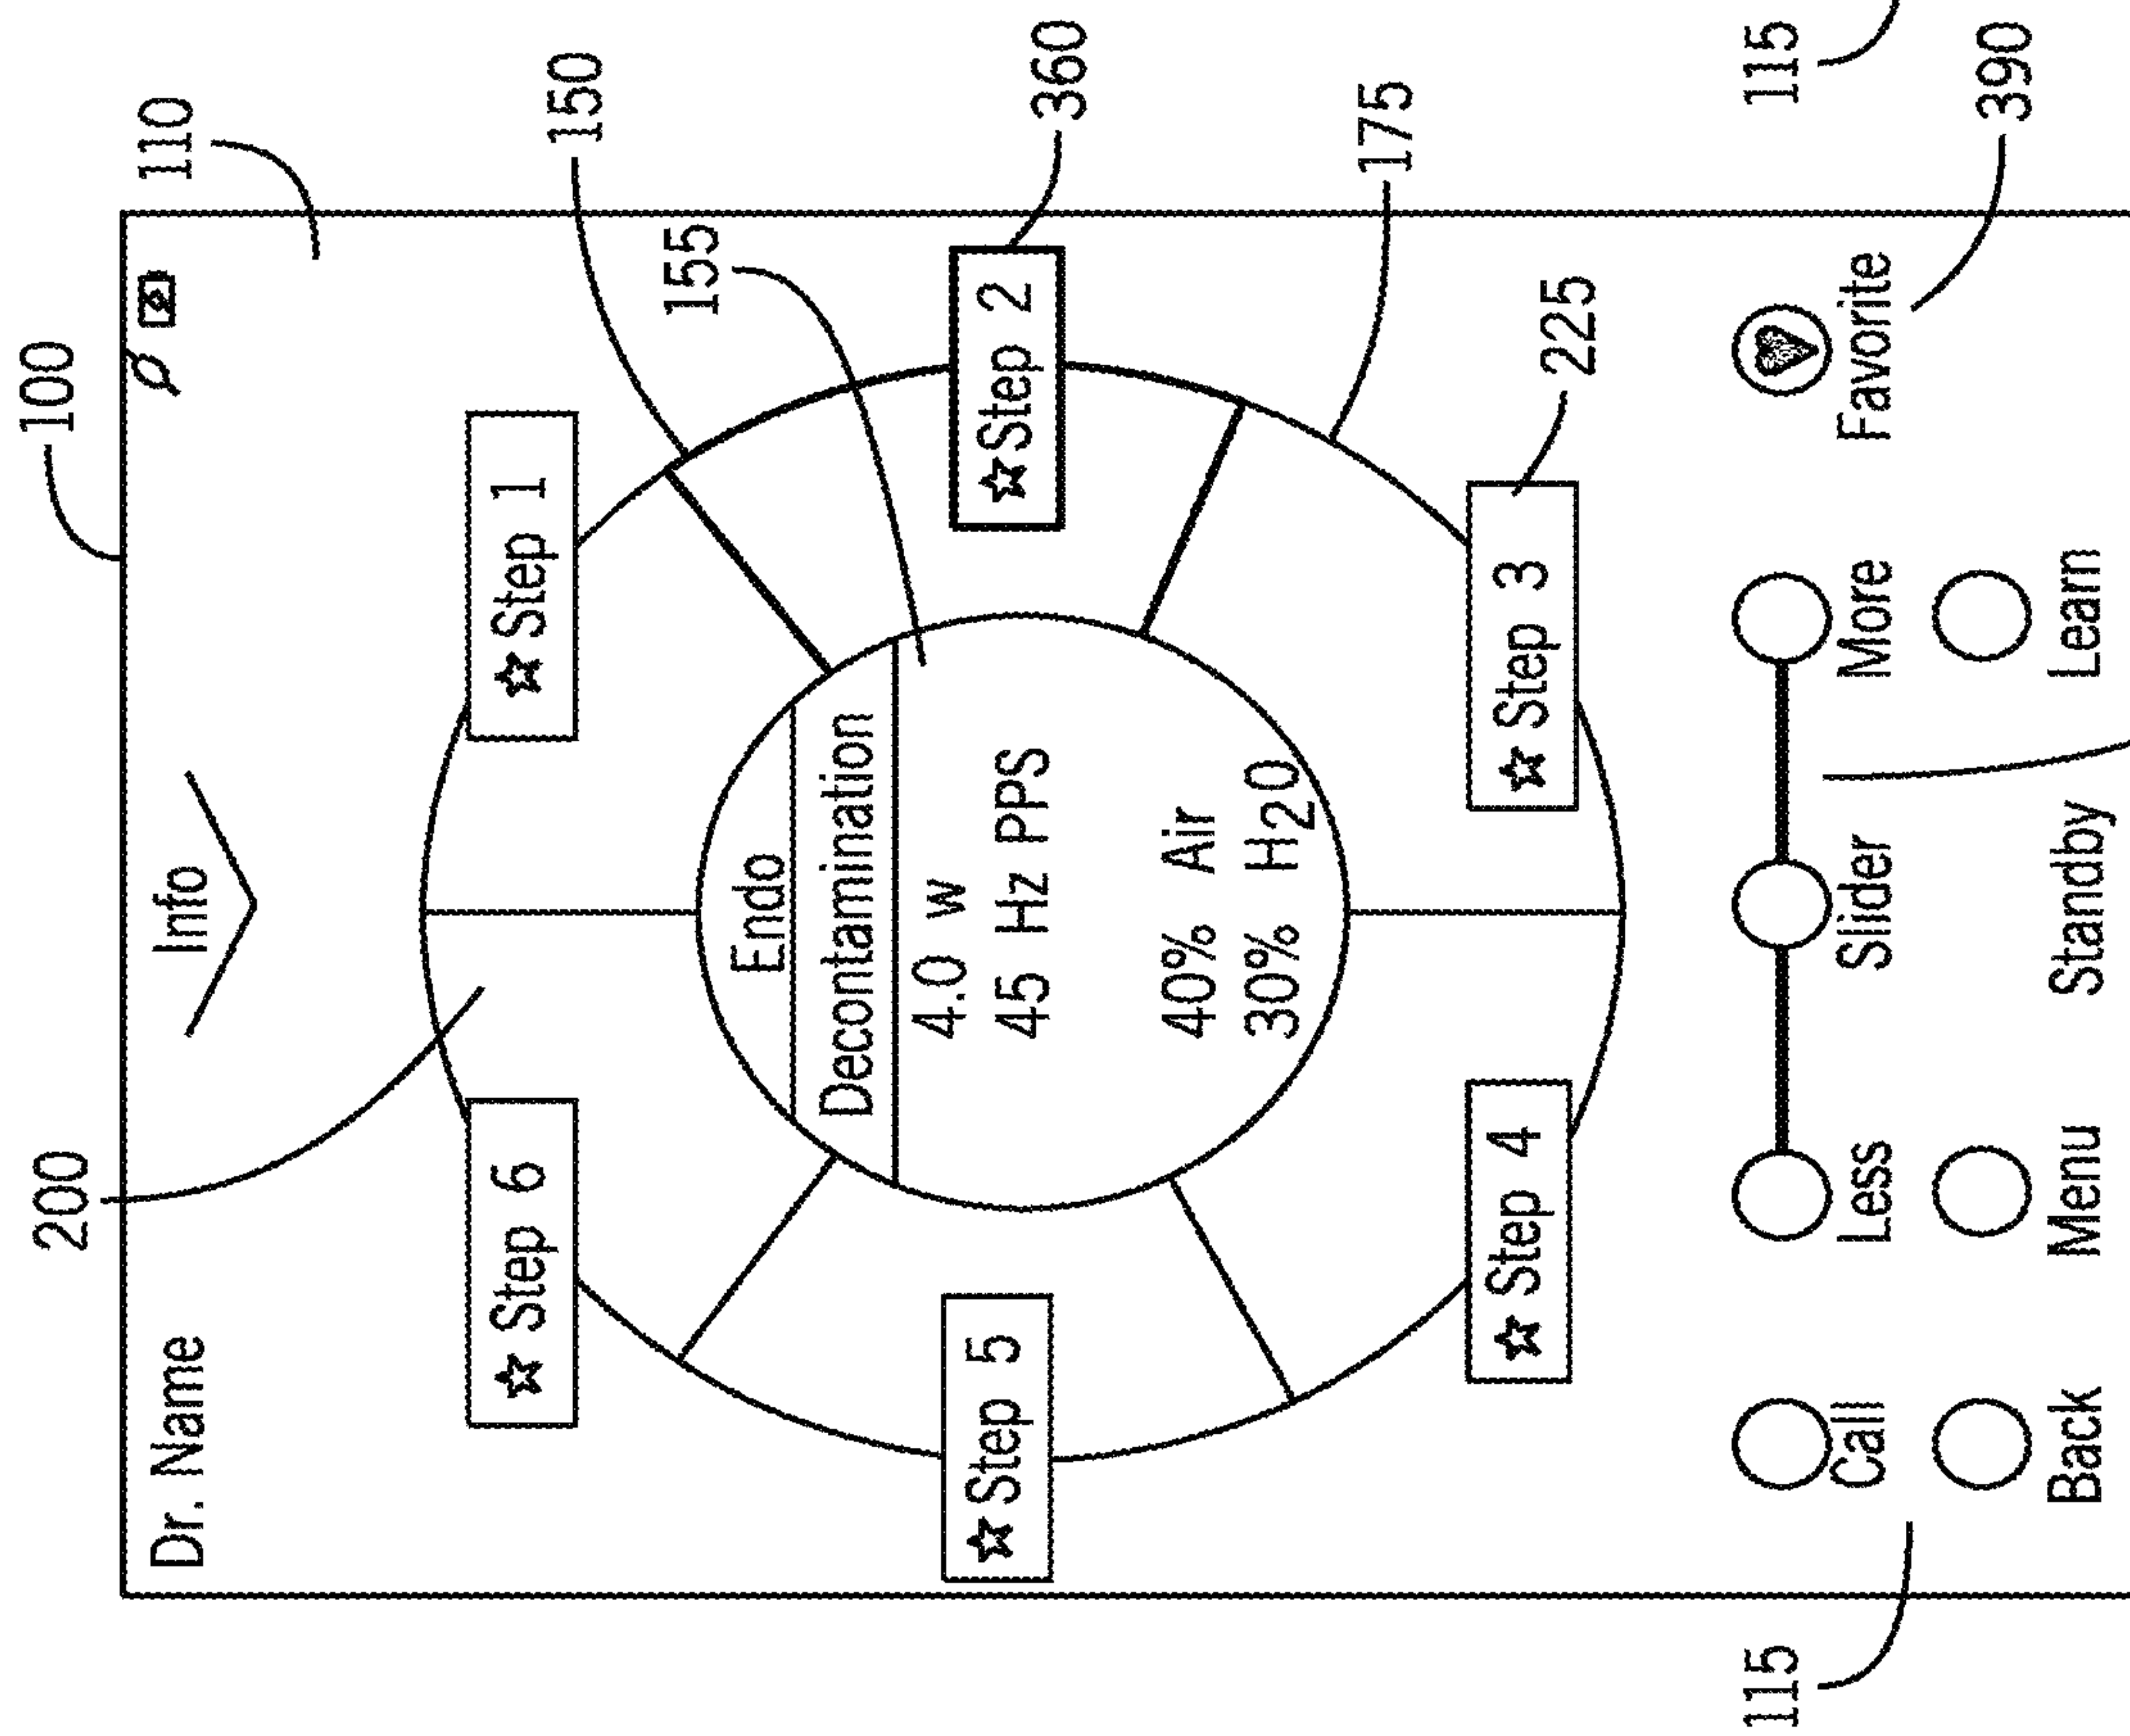 100
200
110
Dr. Name
Info
150
155
☆ Step 6
☆ Step 1
Endo
Decontamination
4.0 w
45 Hz PPS
40% Air
30% H₂O
☆ Step 5
☆ Step 2
360
175
☆ Step 4
☆ Step 3
225
Call
Less
Slider
More
Favorite
115
115
390
Back
Menu
Standby
Learn